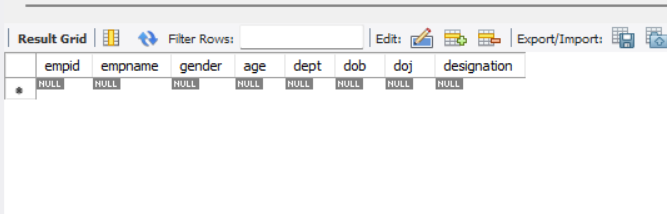 Result Grid Filter Rows: Edit: Export/Import:
empid empname gender age dept dob doj designation
NULL NULL NULL NULL NULL NULL NULL NULL